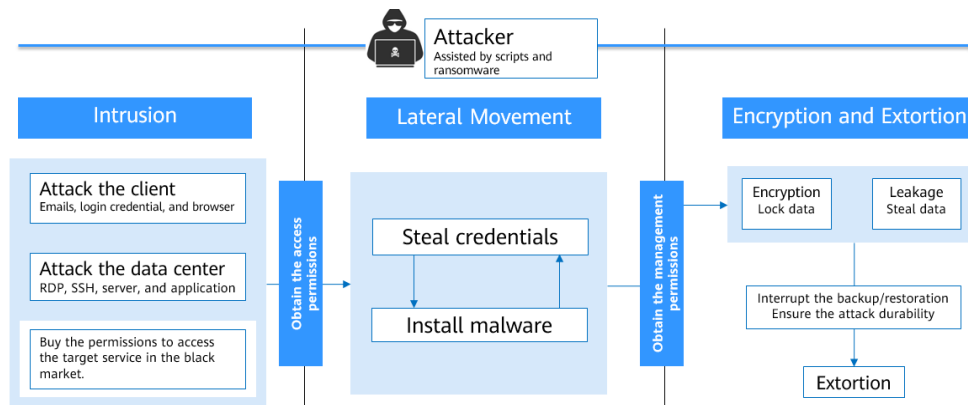 Attacker
Assisted by scripts and
ransomware
Intrusion
Lateral Movement
Encryption and Extortion
Attack the client
Emails, login credential, and browser
Attack the data center
RDP, SSH, server, and application
Buy the permissions to access
the target service in the black
market.
Obtain the access
permissions
Steal credentials
Install malware
Obtain the management
permissions
Encryption
Lock data
Leakage
Steal data
Interrupt the backup/restoration
Ensure the attack durability
Extortion